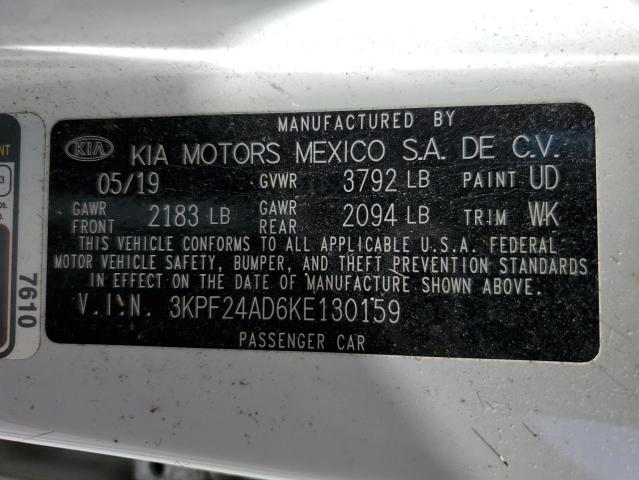 MANUFACTURED BY
KIA KIA MOTORS MEXICO S.A. DE C.V.
05/19 GVWR 3792 LB PAINT UD
GAWR FRONT 2183 LB GAWR REAR 2094 LB TRIM WK
THIS VEHICLE CONFORMS TO ALL APPLICABLE U.S.A. FEDERAL
MOTOR VEHICLE SAFETY, BUMPER, AND THEFT PREVENTION STANDARDS
IN EFFECT ON THE DATE OF MANUFACTURE SHOWN ABOVE.
V.I.N. 3KPF24AD6KE130159
PASSENGER CAR
7610